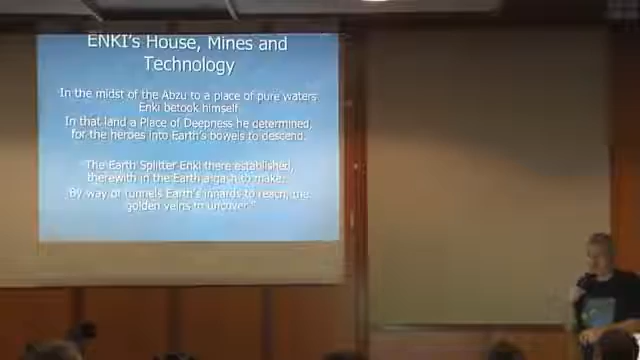 ENKI's House, Mines and
Technology
In the midst of the Abzu to a place of pure waters
Enki betook himself.
In that land a Place of Deepness he determined,
for the heroes into Earth's bowels to descend.
"The Earth Splitter Enki there established,
therewith in the Earth a gash to make.
By way of tunnels Earth's innards to reach, the
golden veins to uncover."